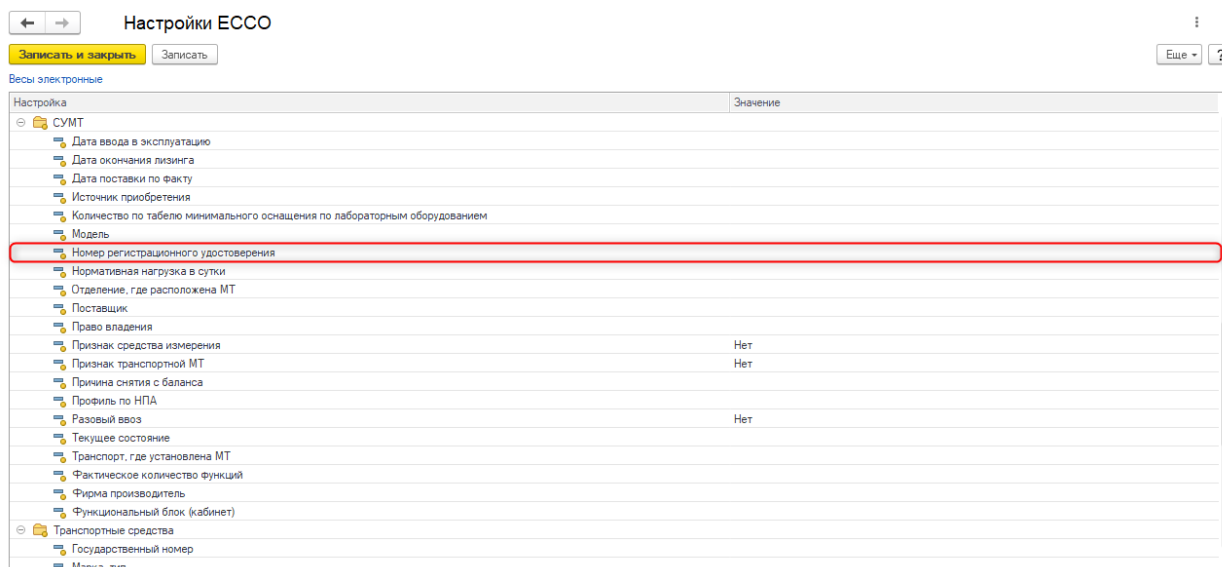 Настройки ЕССО
Записать и закрыть Записать Еще ?
Весы электронные
Настройка Значение
СУМТ
Дата ввода в эксплуатацию
Дата окончания лизинга
Дата поставки по факту
Источник приобретения
Количество по табелю минимального оснащения по лабораторным оборудованием
Модель
Номер регистрационного удостоверения
Нормативная нагрузка в сутки
Отделение, где расположена МТ
Поставщик
Право владения
Признак средства измерения Нет
Признак транспортной МТ Нет
Причина снятия с баланса
Профиль по НПА
Разовый ввоз Нет
Текущее состояние
Транспорт, где установлена МТ
Фактическое количество функций
Фирма производитель
Функциональный блок (кабинет)
Транспортные средства
Государственный номер
Марка, тип